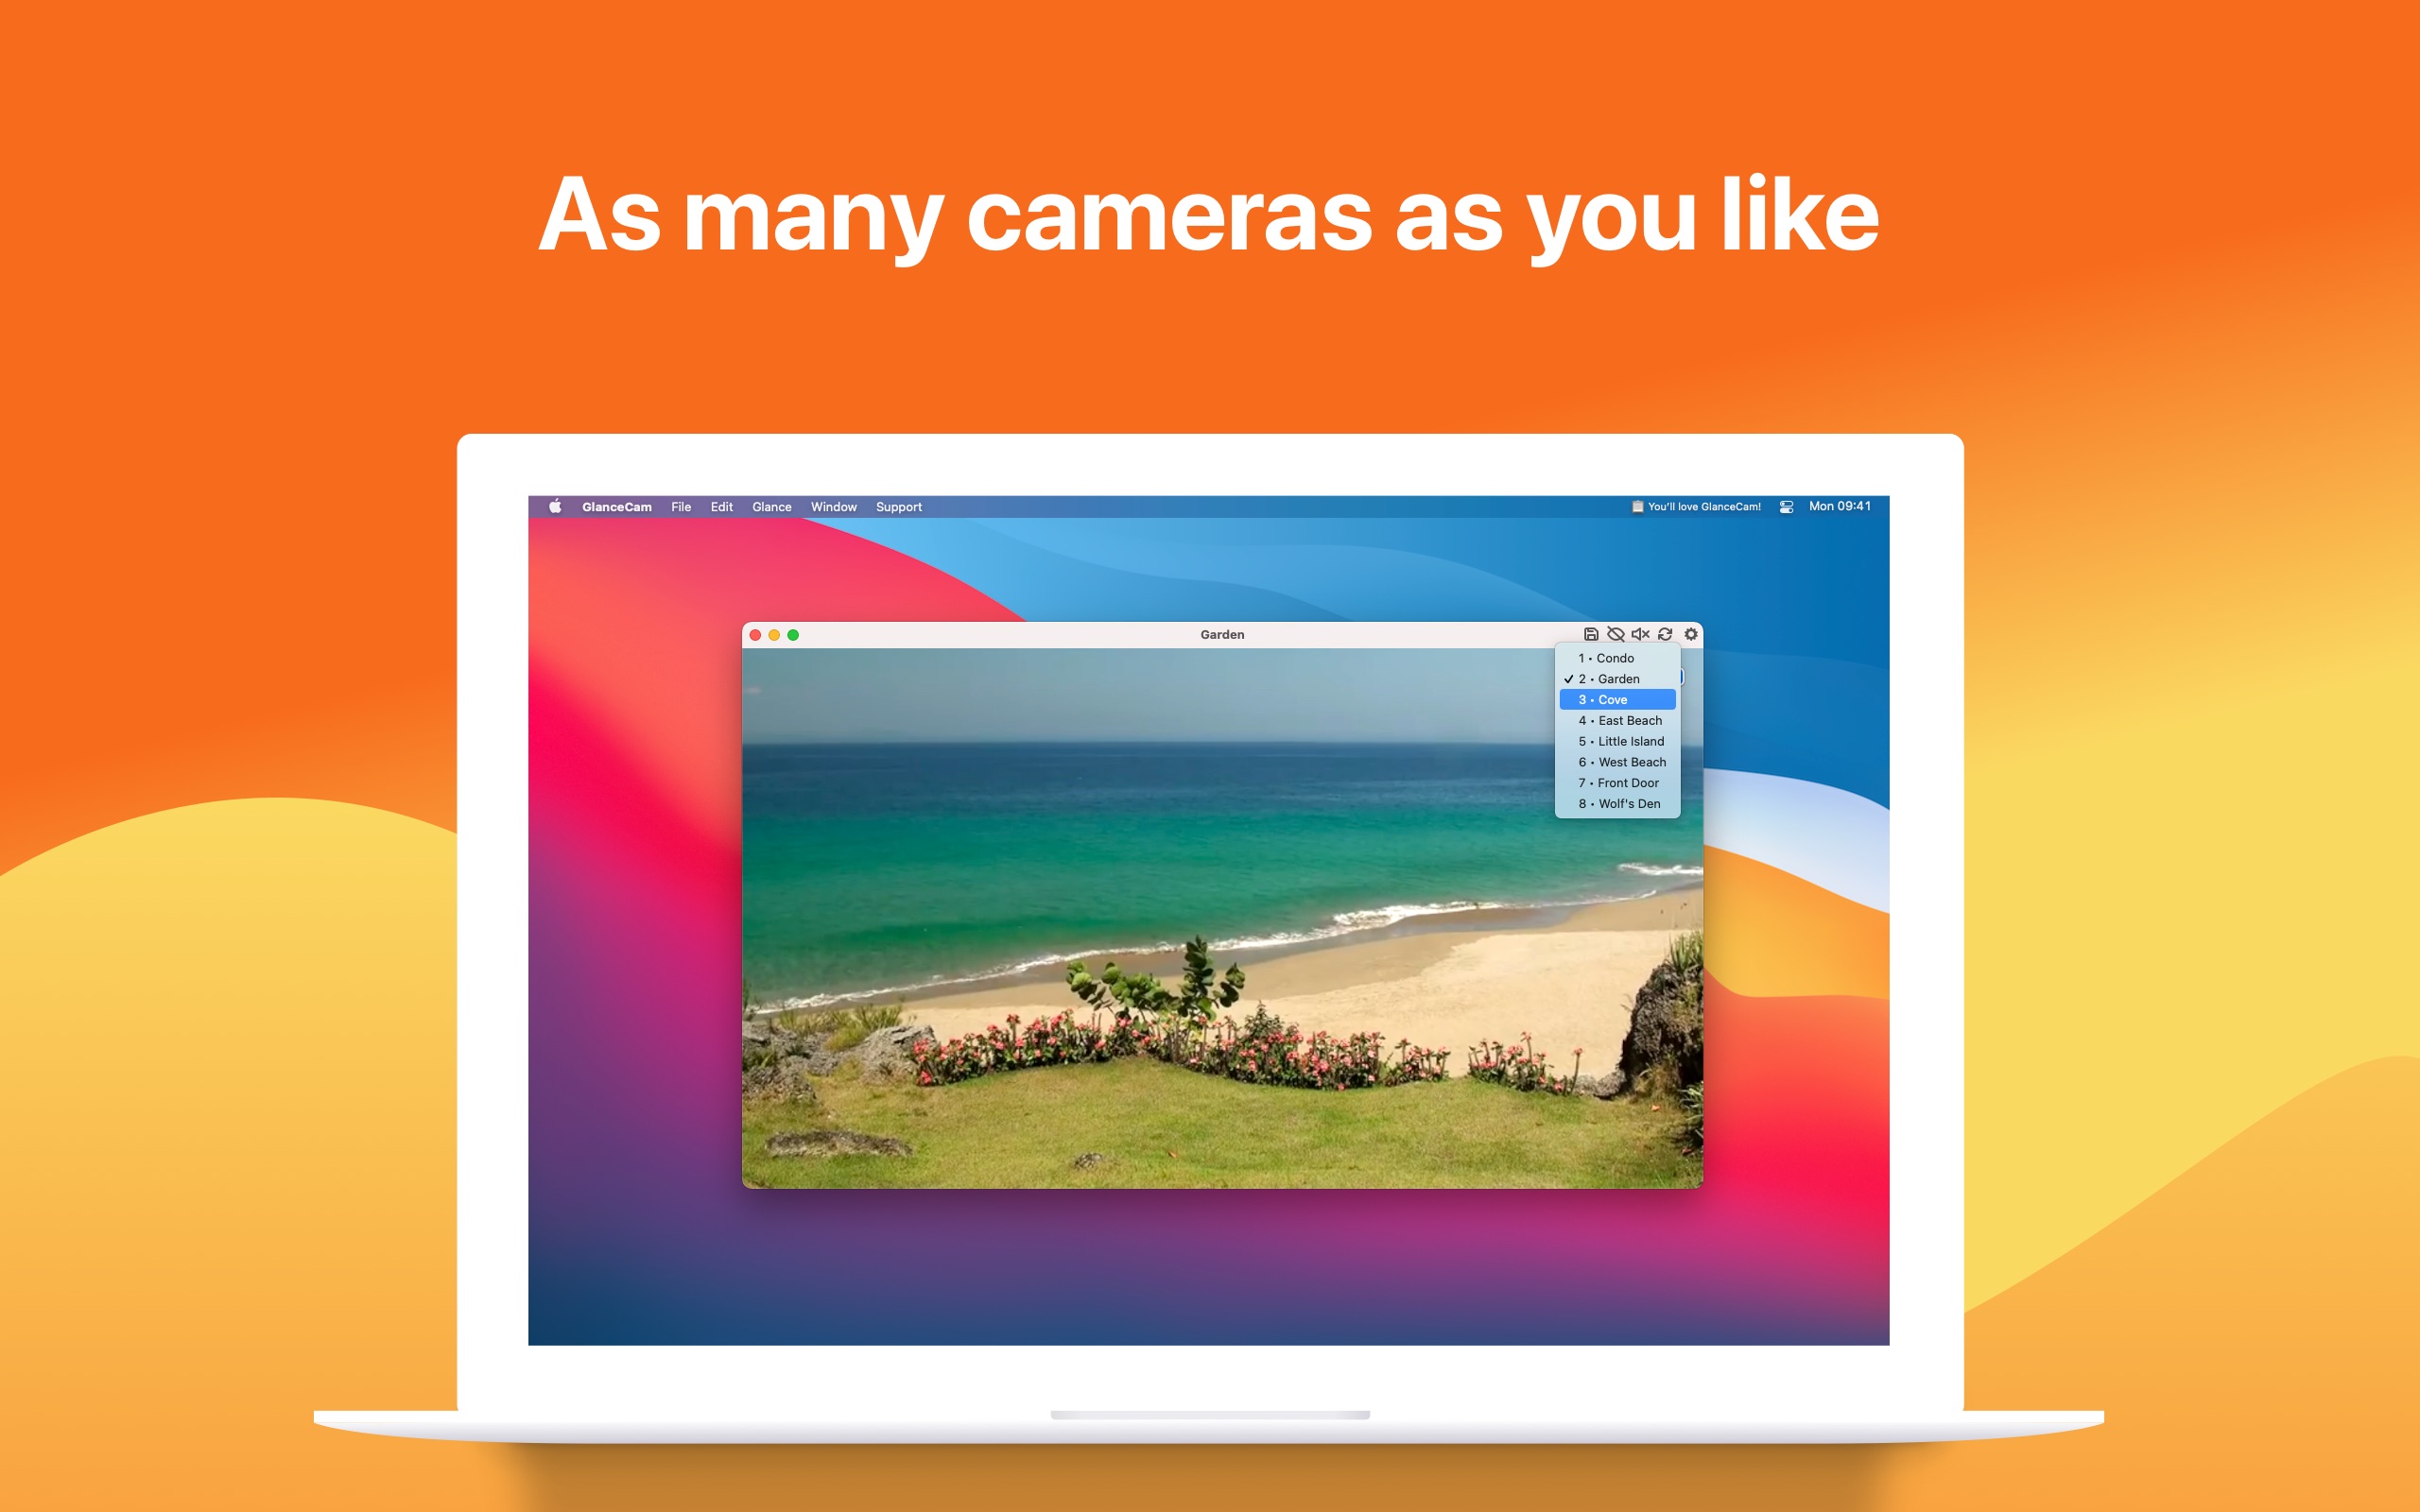 As many cameras as you like
GlanceCam File Edit Glance Window Support You'll love GlanceCam! Mon 09:41
Garden
1 • Condo
✓ 2 • Garden
3 • Cove
4 • East Beach
5 • Little Island
6 • West Beach
7 • Front Door
8 • Wolf's Den